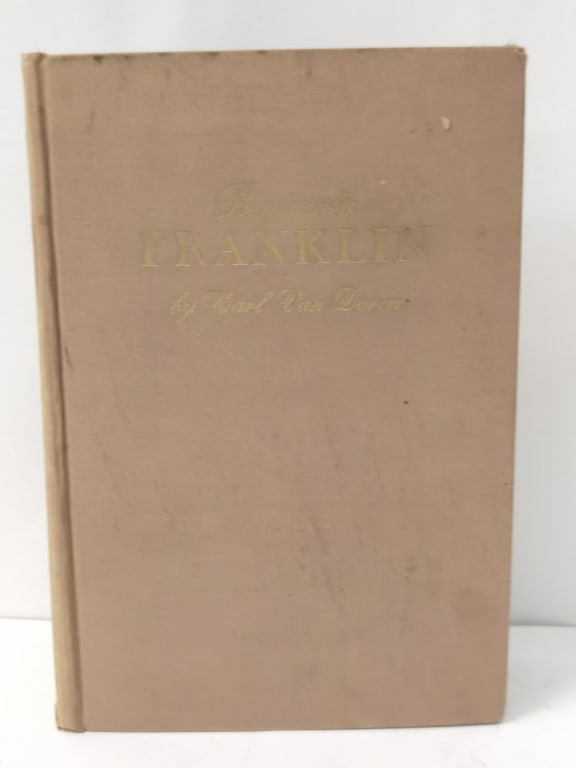 Benjamin
FRANKLIN
by Carl Van Doren